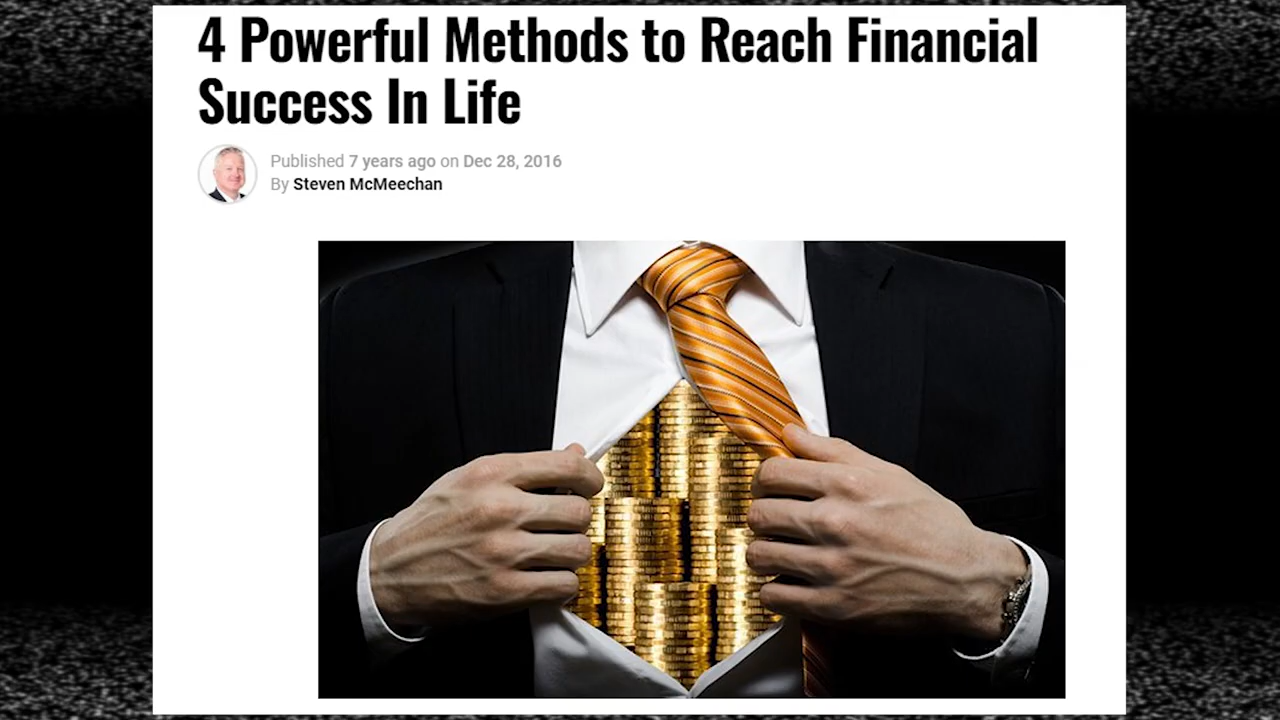 4 Powerful Methods to Reach Financial
Success In Life
Published 7 years ago on Dec 28, 2016
By Steven McMeechan